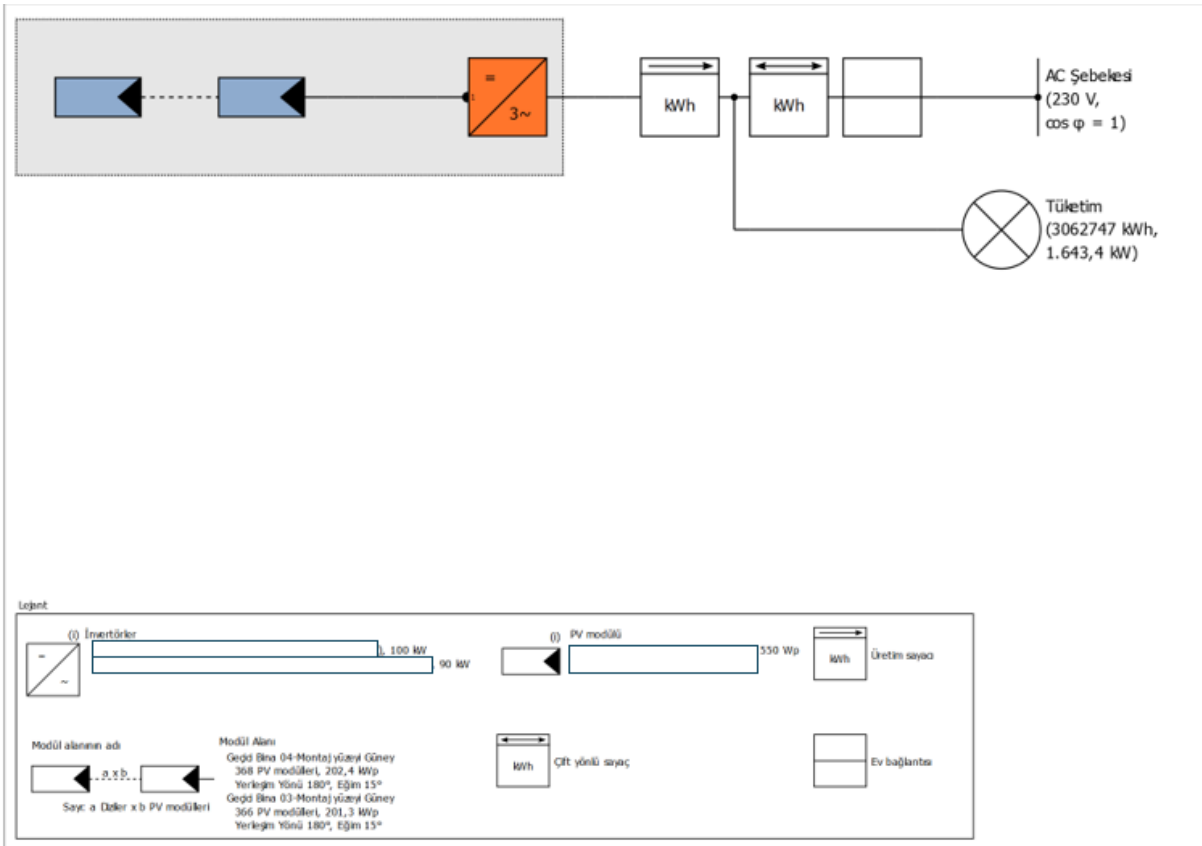 =
1
3~
kWh
kWh
AC Şebekesi
(230 V,
cos φ = 1)
Tüketim
(3062747 kWh,
1.643,4 kW)
Lejant
(i) İnvertörler
), 100 kW
, 90 kW
=
~
(i) PV modülü
550 Wp
kWh
Üretim sayacı
Modül alanının adı
a x b
Sayı: a Diziler x b PV modülleri
Modül Alanı
Geçid Bina 04-Montaj yüzeyi Güney
368 PV modülleri, 202,4 kWp
Yerleşim Yönü 180°, Eğim 15°
Geçid Bina 03-Montaj yüzeyi Güney
366 PV modülleri, 201,3 kWp
Yerleşim Yönü 180°, Eğim 15°
kWh
Çift yönlü sayaç
Ev bağlantısı